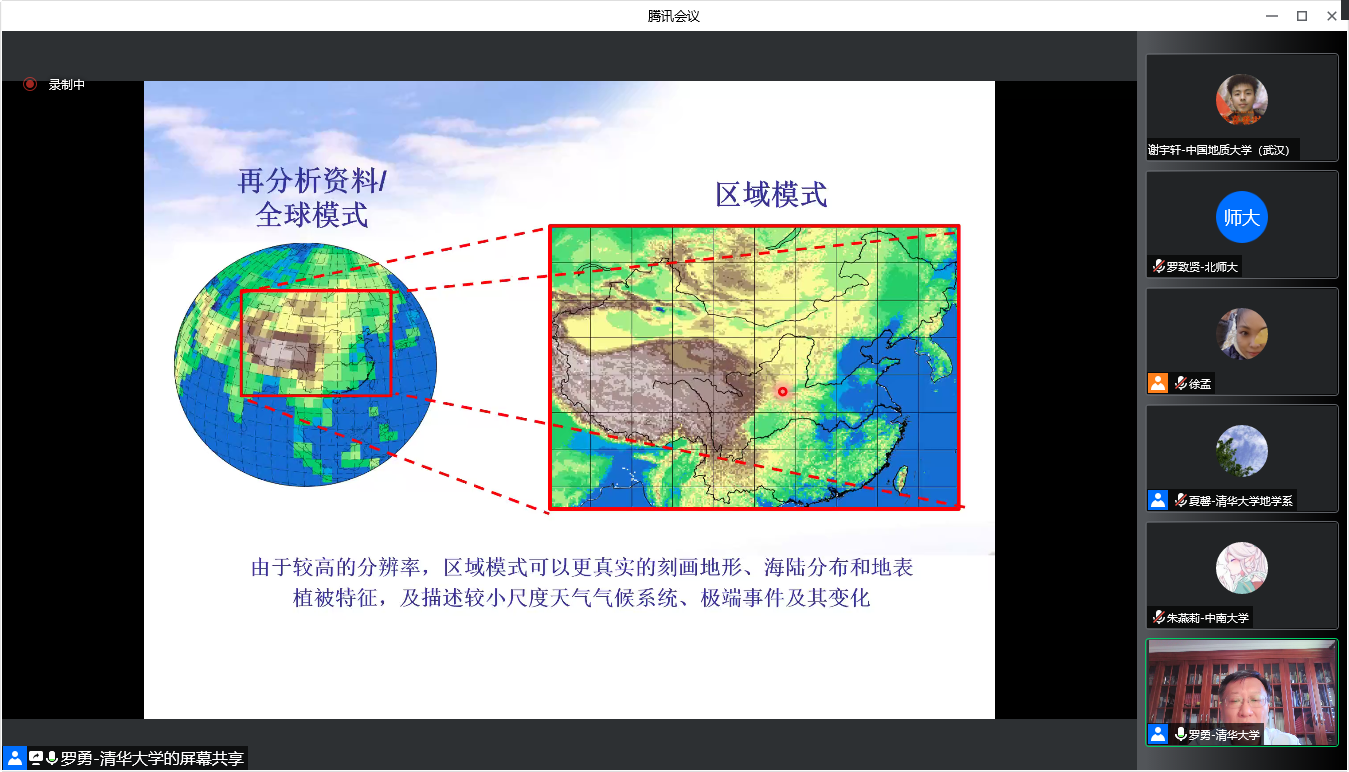 腾讯会议
录制中
再分析资料/
全球模式
区域模式
由于较高的分辨率，区域模式可以更真实的刻画地形、海陆分布和地表
植被特征，及描述较小尺度天气气候系统、极端事件及其变化
罗勇-清华大学的屏幕共享
谢宇轩-中国地质大学（武汉）
师大
罗致贤-北师大
徐孟
夏馨-清华大学地学系
朱燕莉-中南大学
罗勇-清华大学